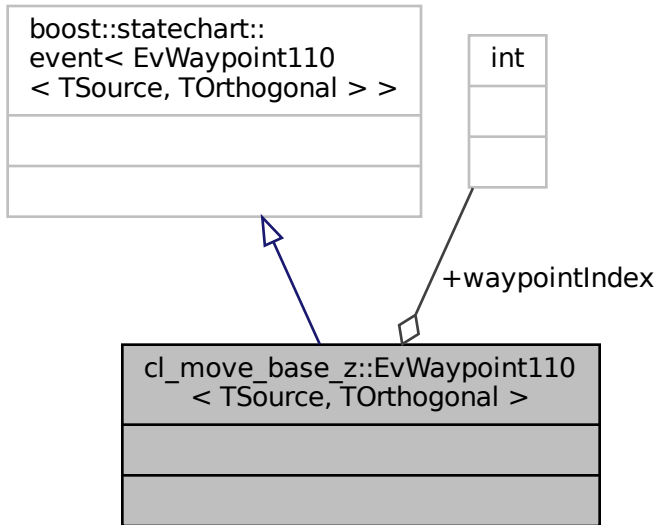 boost::statechart::
event< EvWaypoint110
< TSource, TOrthogonal > >
int
+waypointIndex
cl_move_base_z::EvWaypoint110
< TSource, TOrthogonal >